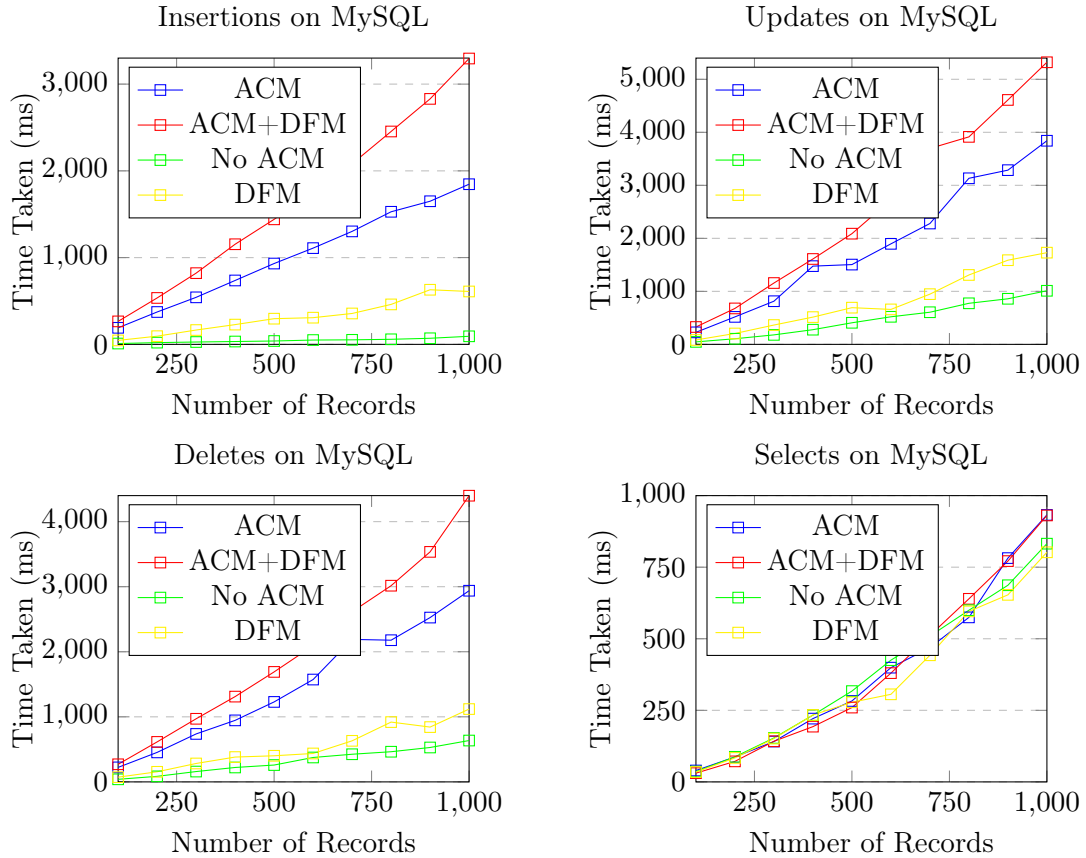 Insertions on MySQL
3,000
2,000
1,000
0
250
500
750
1,000
Time Taken (ms)
Number of Records
ACM
ACM+DFM
No ACM
DFM
Updates on MySQL
5,000
4,000
3,000
2,000
1,000
0
250
500
750
1,000
Time Taken (ms)
Number of Records
ACM
ACM+DFM
No ACM
DFM
Deletes on MySQL
4,000
3,000
2,000
1,000
0
250
500
750
1,000
Time Taken (ms)
Number of Records
ACM
ACM+DFM
No ACM
DFM
Selects on MySQL
1,000
750
500
250
0
250
500
750
1,000
Time Taken (ms)
Number of Records
ACM
ACM+DFM
No ACM
DFM